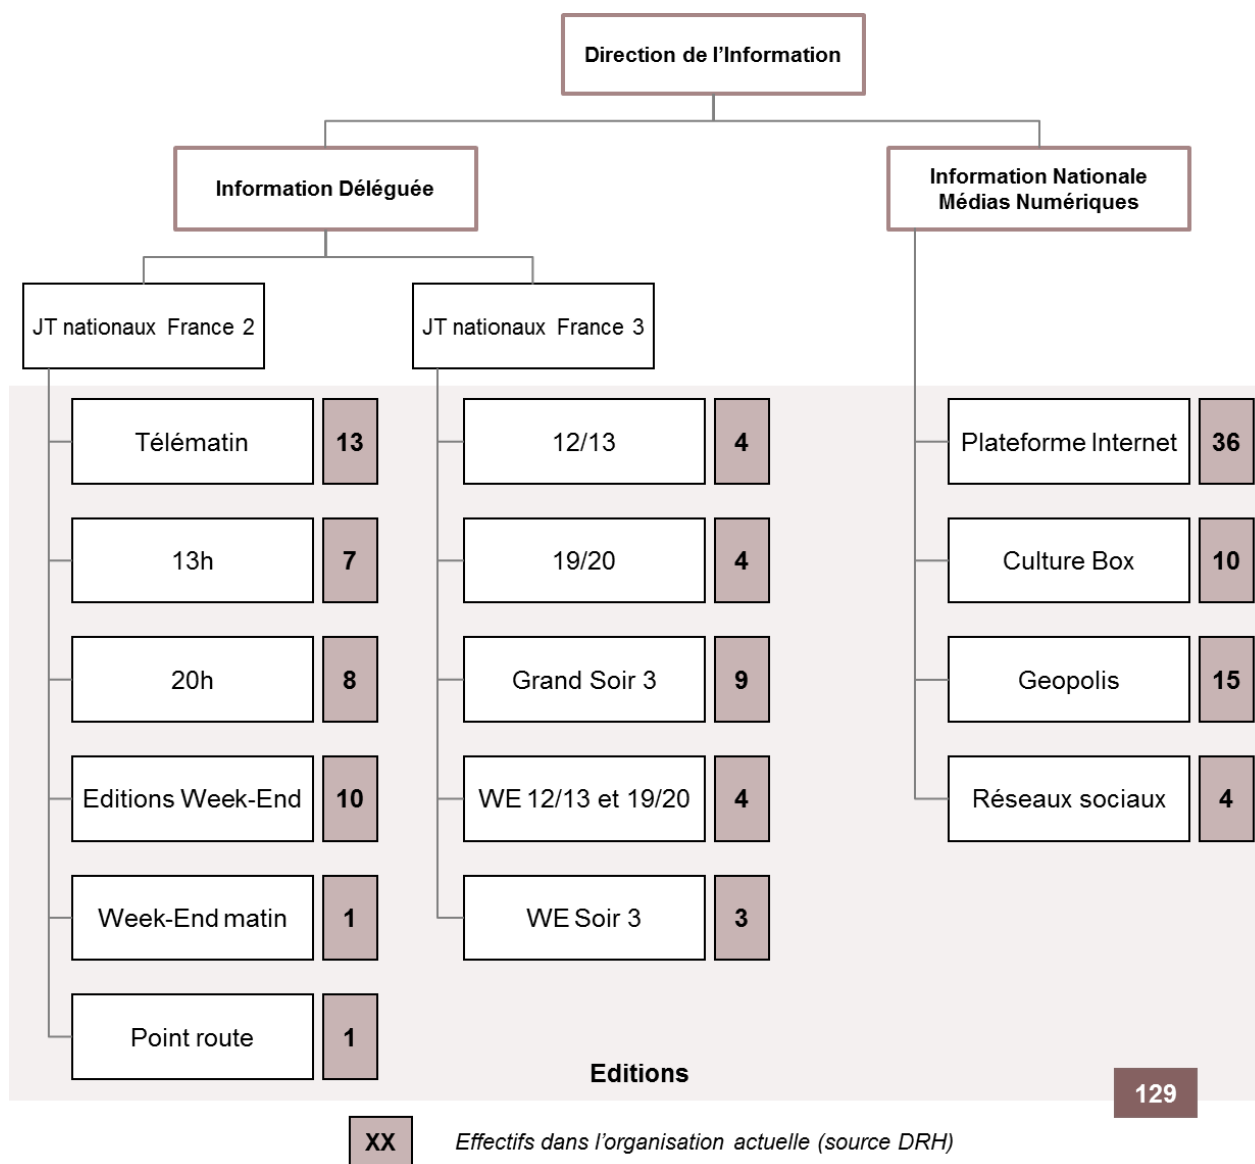 Direction de l'Information
Information Déléguée
Information Nationale
Médias Numériques
JT nationaux France 2
JT nationaux France 3
Télématin 13
12/13 4
Plateforme Internet 36
13h 7
19/20 4
Culture Box 10
20h 8
Grand Soir 3 9
Geopolis 15
Editions Week-End 10
WE 12/13 et 19/20 4
Réseaux sociaux 4
Week-End matin 1
WE Soir 3 3
Point route 1
Editions
129
XX Effectifs dans l'organisation actuelle (source DRH)